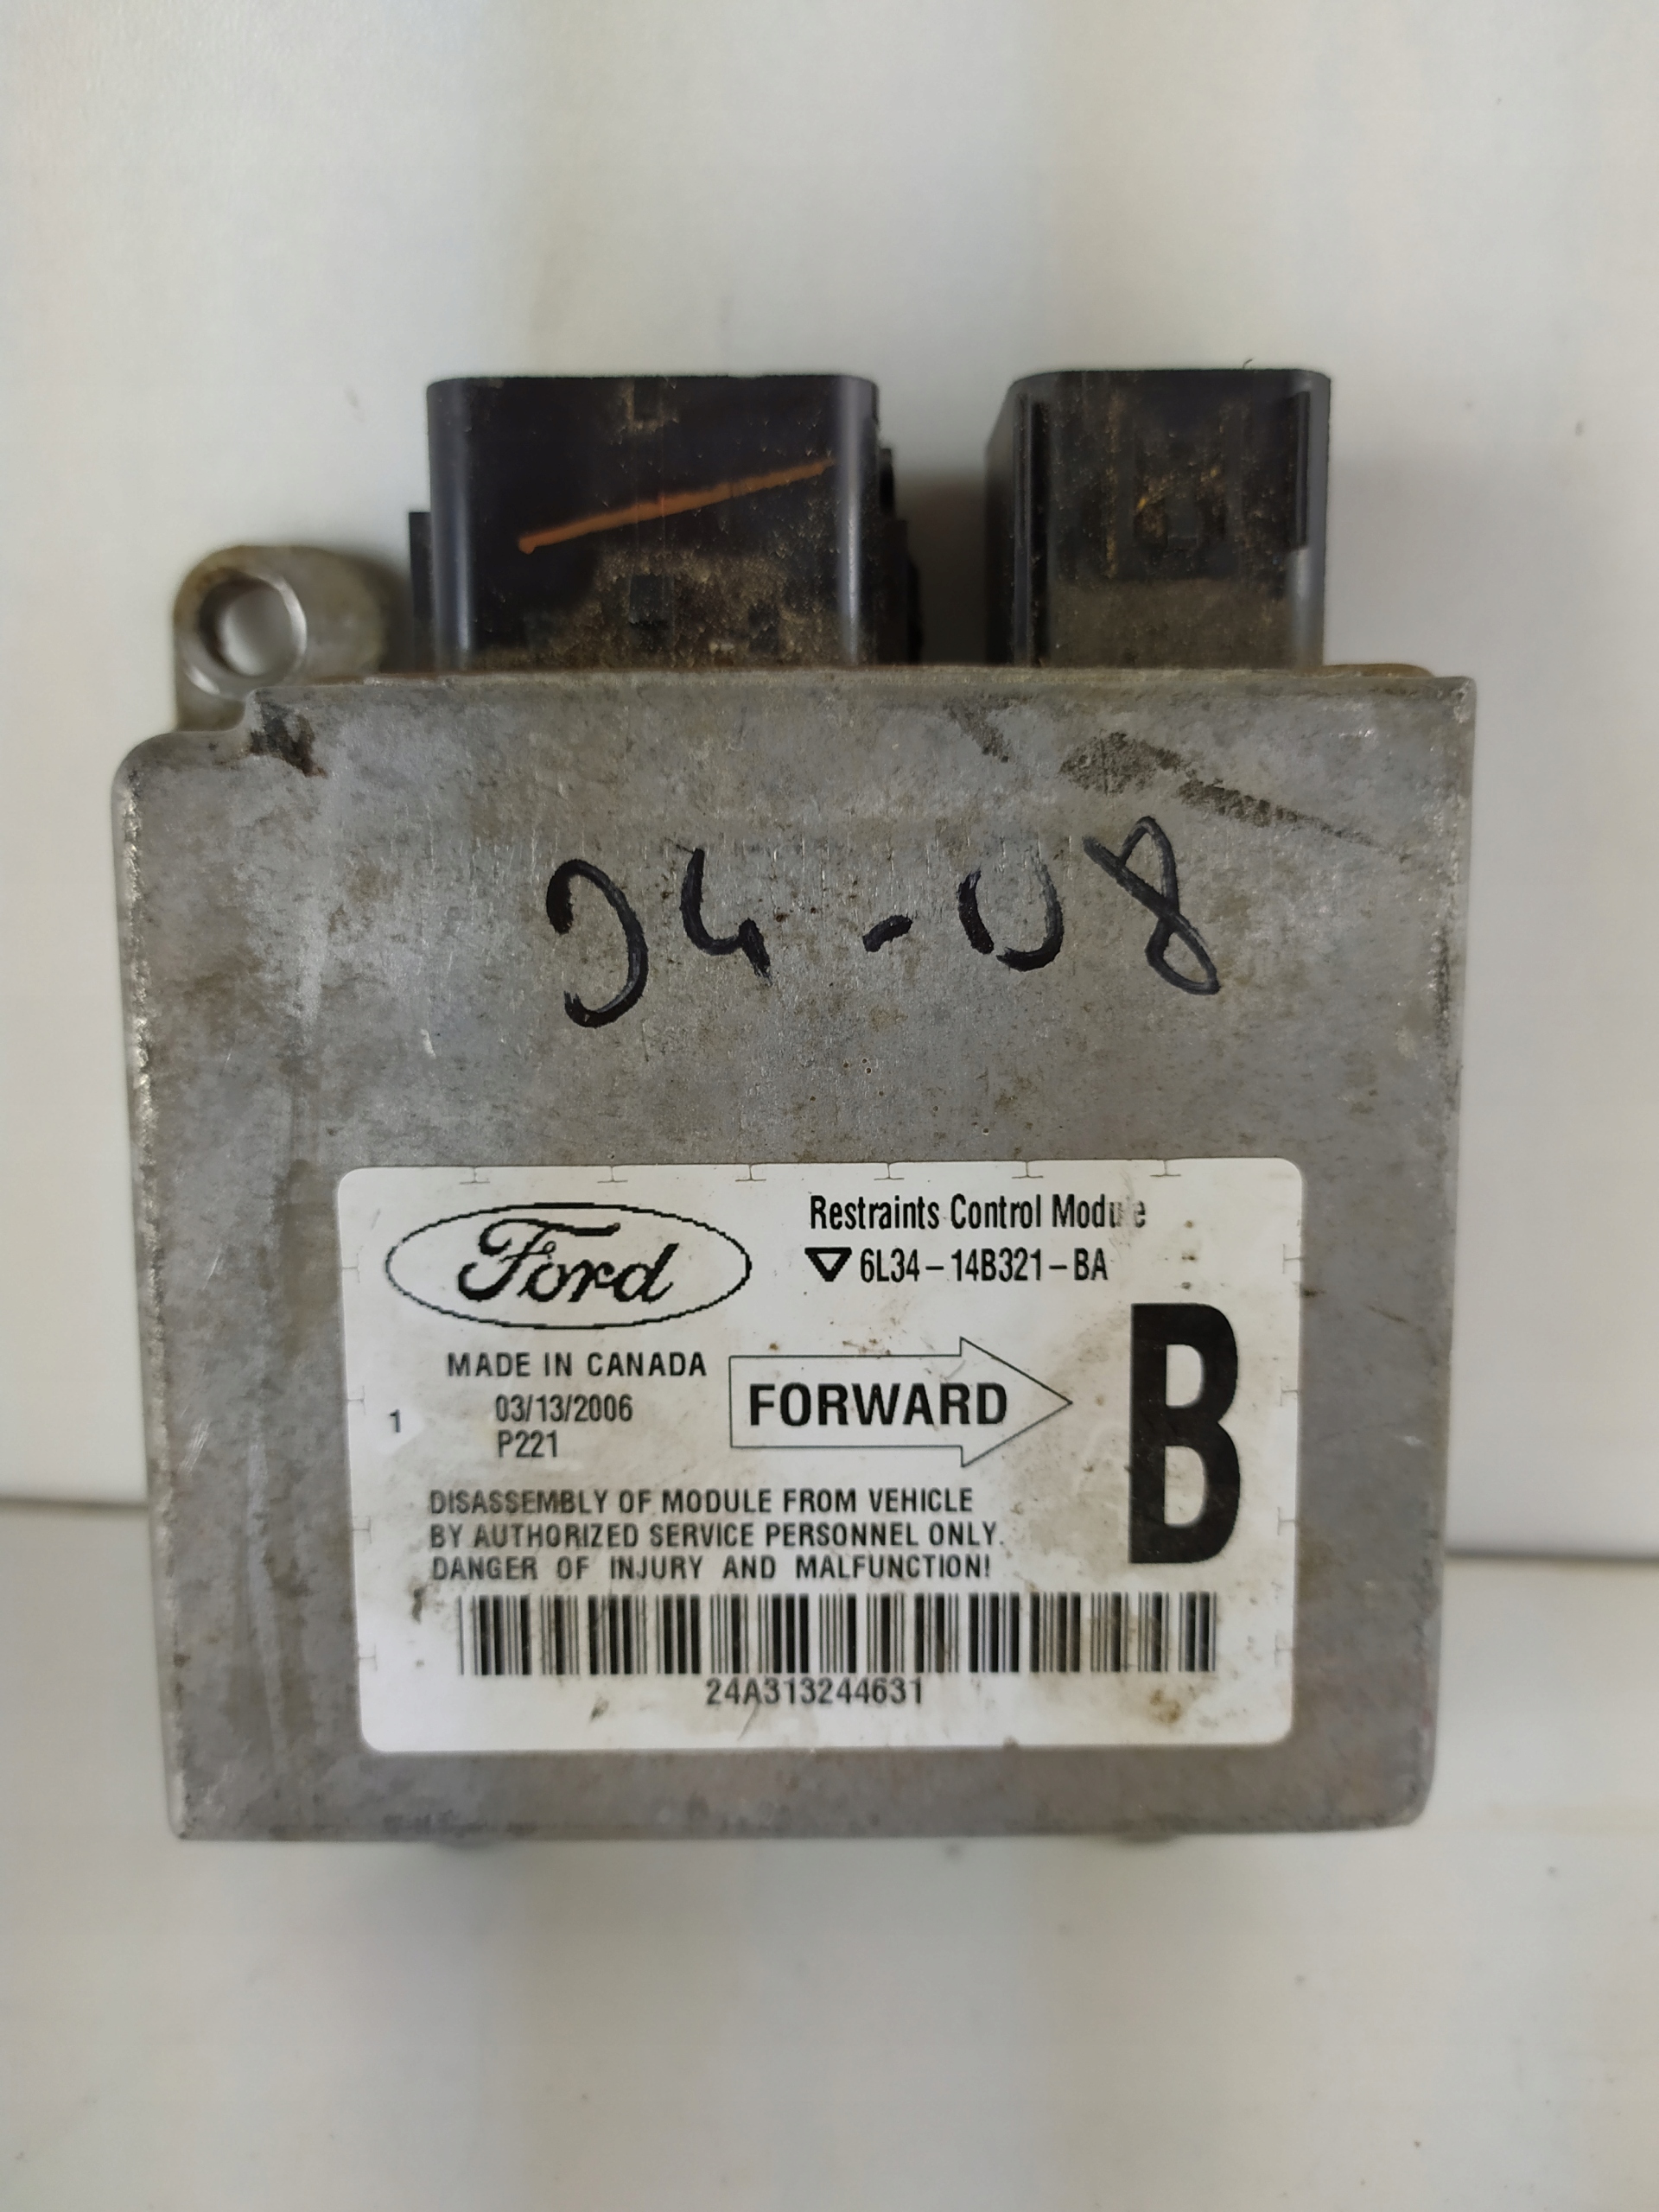 04-08
Ford
Restraints Control Module
6L34-14B321-BA
B
MADE IN CANADA
FORWARD
03/13/2006
1
P221
DISASSEMBLY OF MODULE FROM VEHICLE
BY AUTHORIZED SERVICE PERSONNEL ONLY.
DANGER OF INJURY AND MALFUNCTION!
24A313244631